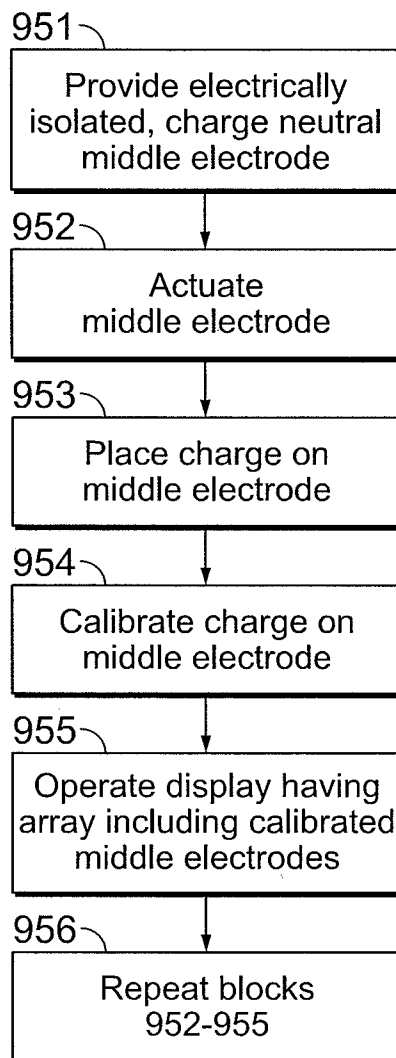 951
Provide electrically
isolated, charge neutral
middle electrode
952
Actuate
middle electrode
953
Place charge on
middle electrode
954
Calibrate charge on
middle electrode
955
Operate display having
array including calibrated
middle electrodes
956
Repeat blocks
952-955